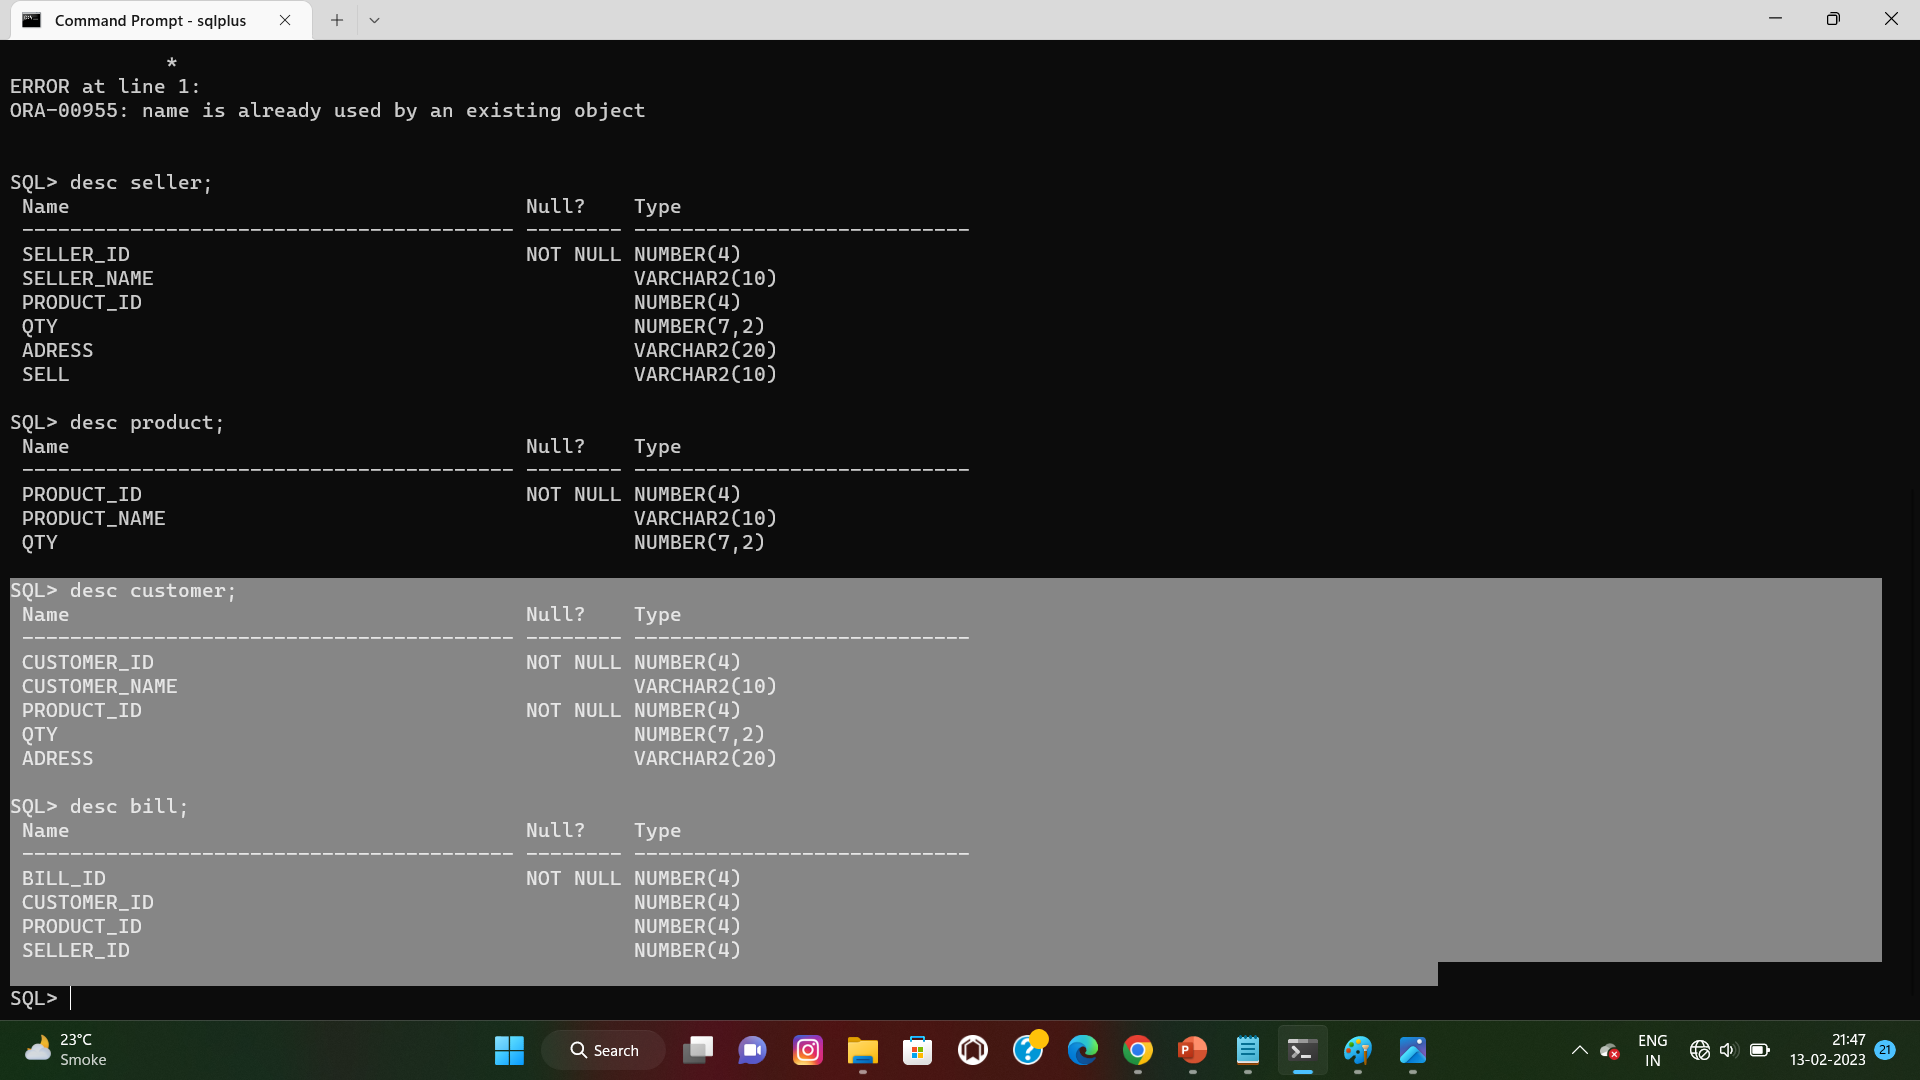 Command Prompt - sqlplus
*
ERROR at line 1:
ORA-00955: name is already used by an existing object
SQL> desc seller;
Name Null? Type
----------------------------------------- -------- ----------------------------
SELLER_ID NOT NULL NUMBER(4)
SELLER_NAME VARCHAR2(10)
PRODUCT_ID NUMBER(4)
QTY NUMBER(7,2)
ADRESS VARCHAR2(20)
SELL VARCHAR2(10)
SQL> desc product;
Name Null? Type
----------------------------------------- -------- ----------------------------
PRODUCT_ID NOT NULL NUMBER(4)
PRODUCT_NAME VARCHAR2(10)
QTY NUMBER(7,2)
SQL> desc customer;
Name Null? Type
----------------------------------------- -------- ----------------------------
CUSTOMER_ID NOT NULL NUMBER(4)
CUSTOMER_NAME VARCHAR2(10)
PRODUCT_ID NOT NULL NUMBER(4)
QTY NUMBER(7,2)
ADRESS VARCHAR2(20)
SQL> desc bill;
Name Null? Type
----------------------------------------- -------- ----------------------------
BILL_ID NOT NULL NUMBER(4)
CUSTOMER_ID NUMBER(4)
PRODUCT_ID NUMBER(4)
SELLER_ID NUMBER(4)
SQL>
23°C
Smoke
Search
ENG
IN
21:47
13-02-2023
21